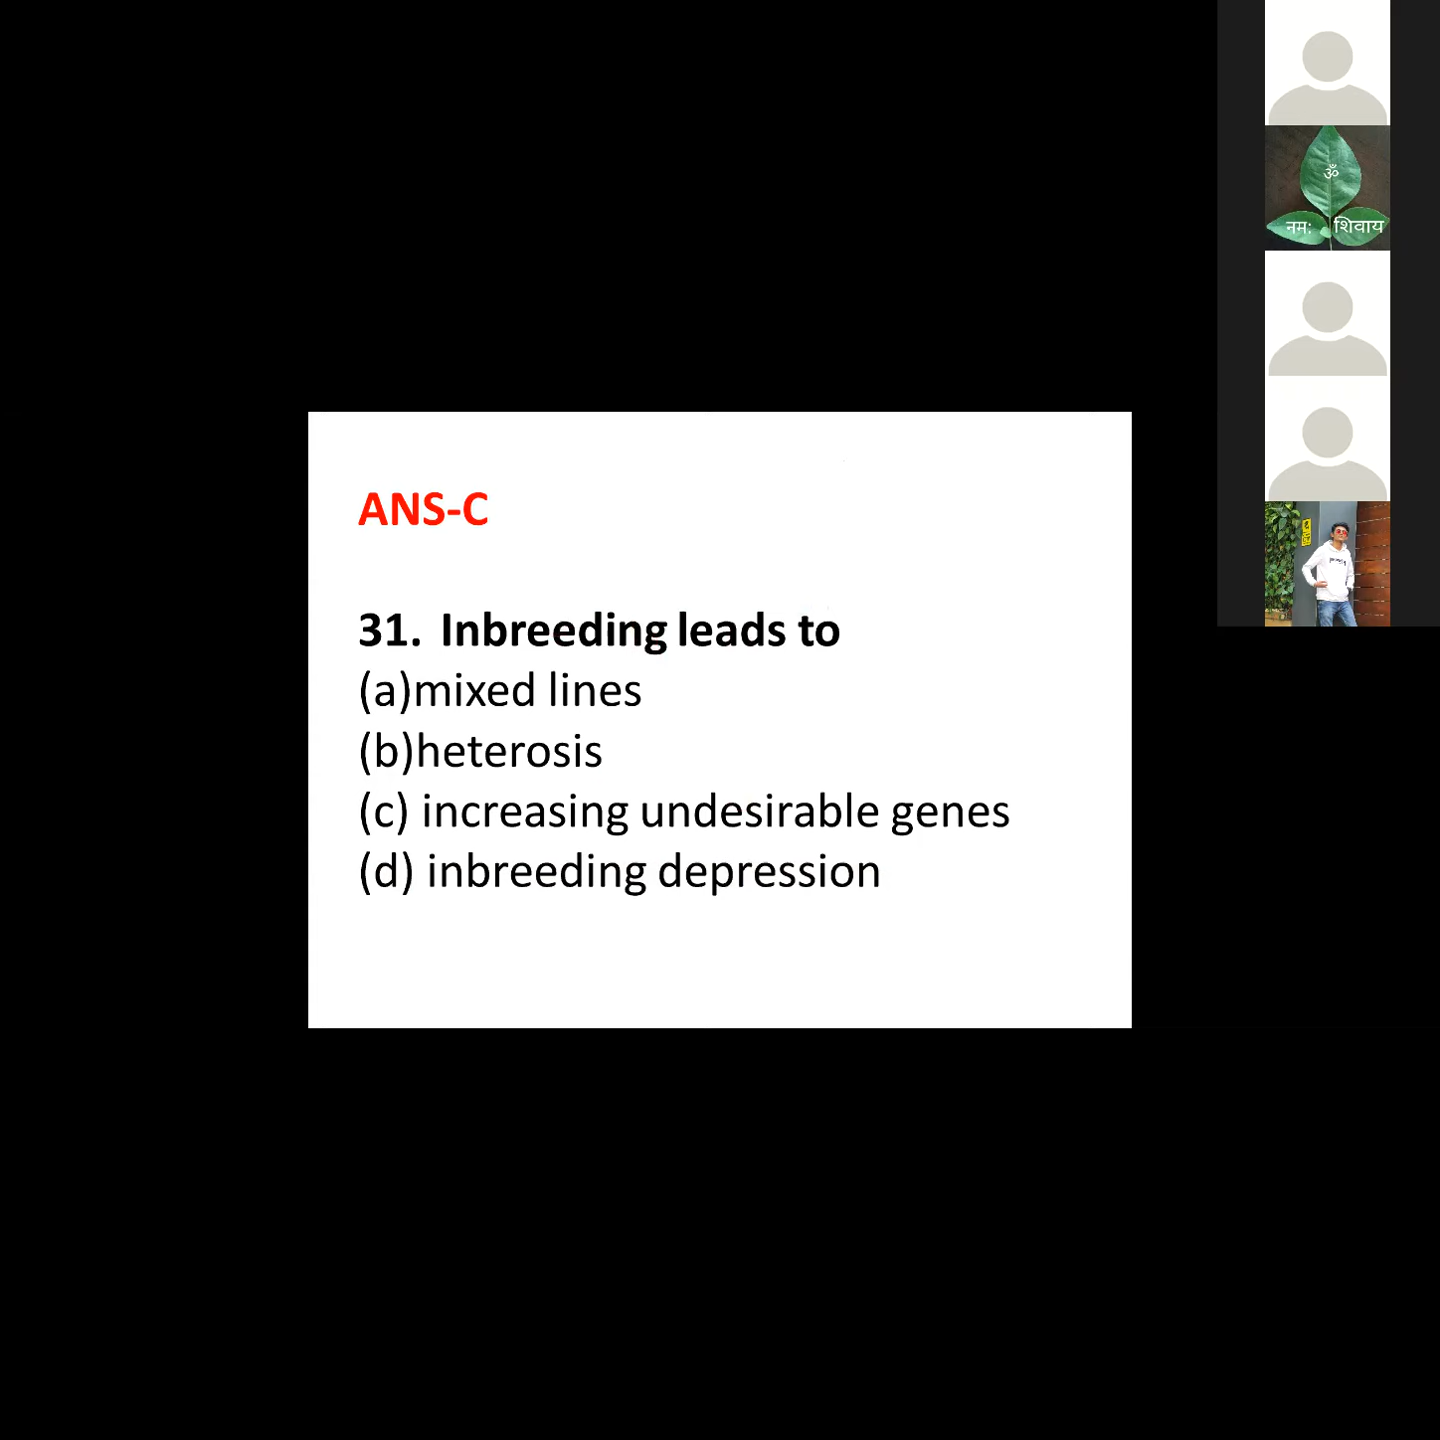 ANS-C
31. Inbreeding leads to
(a)mixed lines
(b)heterosis
(c) increasing undesirable genes
(d) inbreeding depression
ॐ
नम: शिवाय